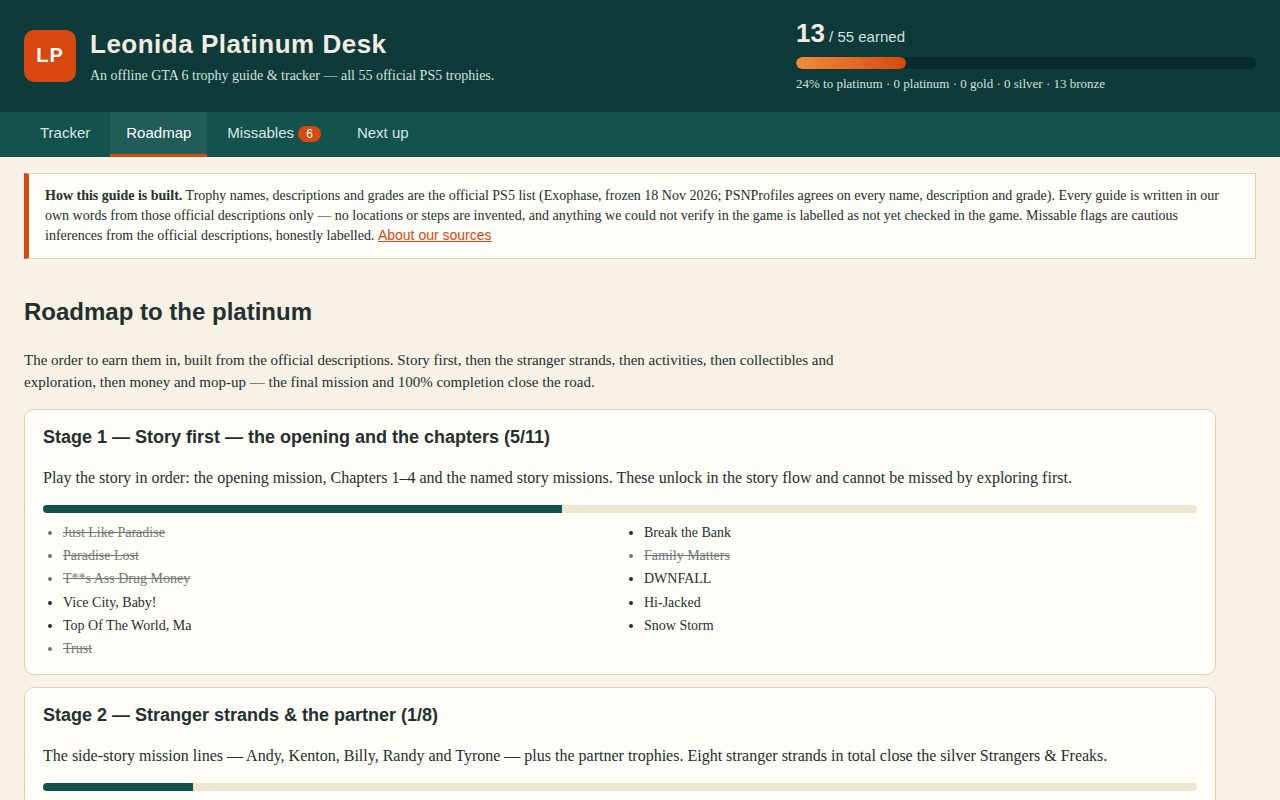 LP
Leonida Platinum Desk
An offline GTA 6 trophy guide & tracker — all 55 official PS5 trophies.
13 / 55 earned
24% to platinum · 0 platinum · 0 gold · 0 silver · 13 bronze
Tracker
Roadmap
Missables 6
Next up
How this guide is built. Trophy names, descriptions and grades are the official PS5 list (Exophase, frozen 18 Nov 2026; PSNProfiles agrees on every name, description and grade). Every guide is written in our
own words from those official descriptions only — no locations or steps are invented, and anything we could not verify in the game is labelled as not yet checked in the game. Missable flags are cautious
inferences from the official descriptions, honestly labelled. About our sources
Roadmap to the platinum
The order to earn them in, built from the official descriptions. Story first, then the stranger strands, then activities, then collectibles and
exploration, then money and mop-up — the final mission and 100% completion close the road.
Stage 1 — Story first — the opening and the chapters (5/11)
Play the story in order: the opening mission, Chapters 1–4 and the named story missions. These unlock in the story flow and cannot be missed by exploring first.
Just Like Paradise
Paradise Lost
T**s Ass Drug Money
Vice City, Baby!
Top Of The World, Ma
Trust
Break the Bank
Family Matters
DWNFALL
Hi-Jacked
Snow Storm
Stage 2 — Stranger strands & the partner (1/8)
The side-story mission lines — Andy, Kenton, Billy, Randy and Tyrone — plus the partner trophies. Eight stranger strands in total close the silver Strangers & Freaks.